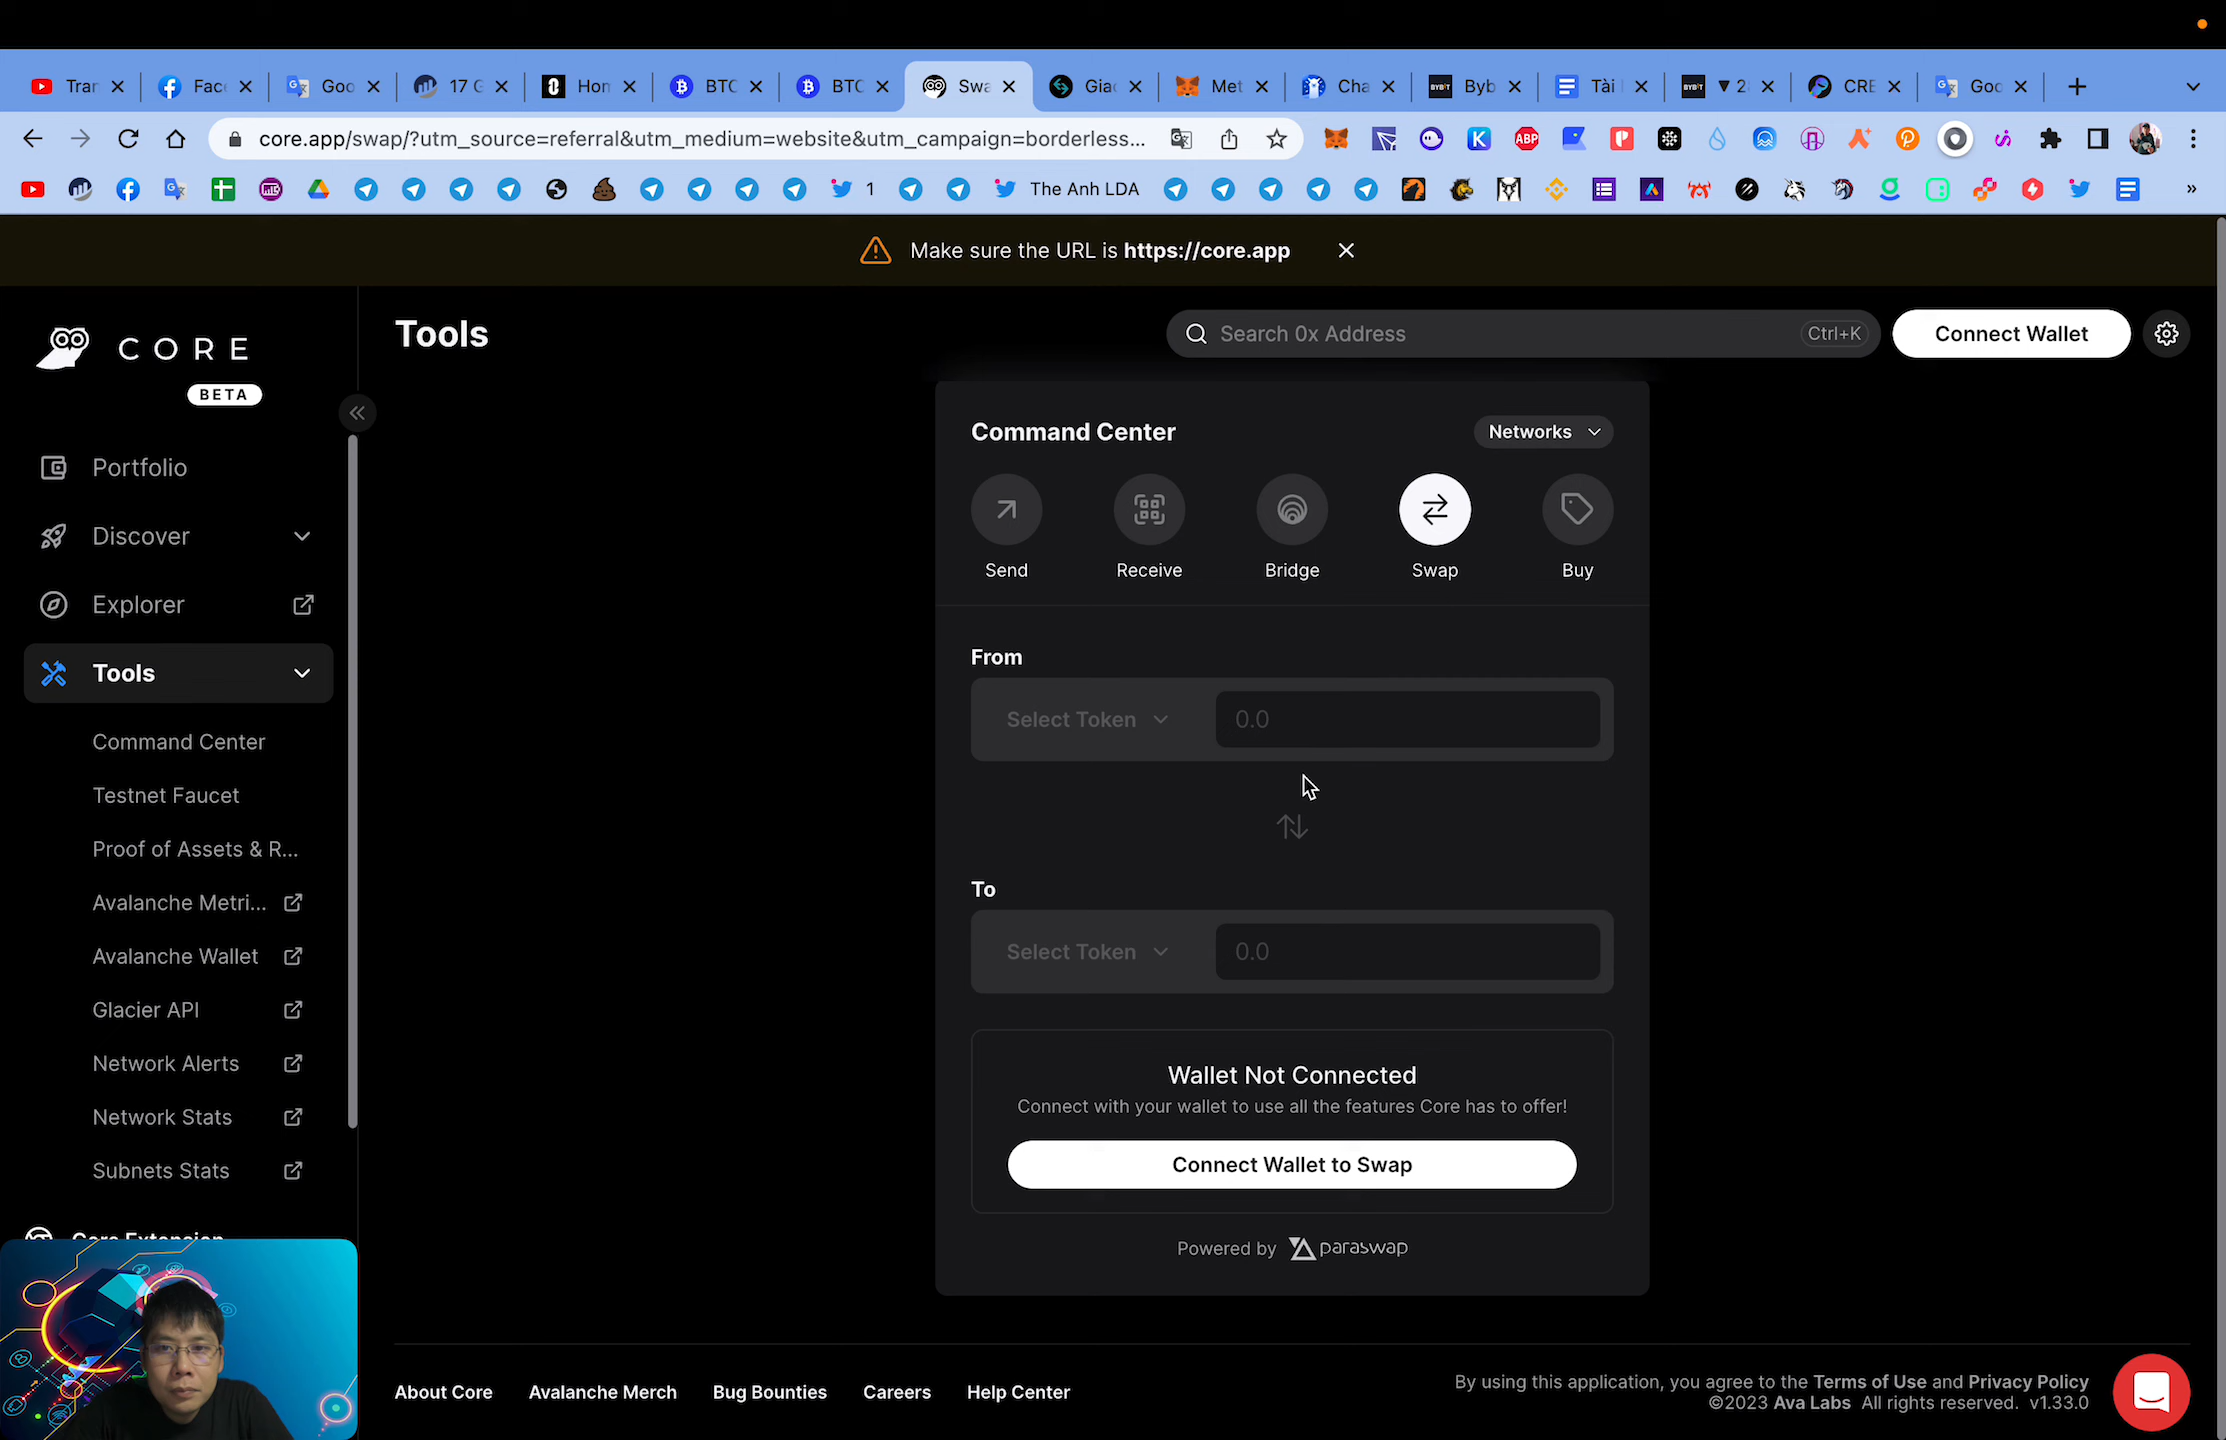 Tran
Face
Goo
17 G
Hom
BTC
BTC
Swa
Giac
Met
Cha
Byb
Tài
▼ 2
CRE
Goo
core.app/swap/?utm_source=referral&utm_medium=website&utm_campaign=borderless...
ABP
1
The Anh LDA
Make sure the URL is https://core.app
CORE
BETA
Tools
Search 0x Address
Ctrl+K
Connect Wallet
Portfolio
Discover
Explorer
Tools
Command Center
Testnet Faucet
Proof of Assets & R...
Avalanche Metri...
Avalanche Wallet
Glacier API
Network Alerts
Network Stats
Subnets Stats
Core Extension
Command Center
Networks
Send
Receive
Bridge
Swap
Buy
From
Select Token
0.0
To
Select Token
0.0
Wallet Not Connected
Connect with your wallet to use all the features Core has to offer!
Connect Wallet to Swap
Powered by paraswap
About Core
Avalanche Merch
Bug Bounties
Careers
Help Center
By using this application, you agree to the Terms of Use and Privacy Policy
©2023 Ava Labs All rights reserved. v1.33.0